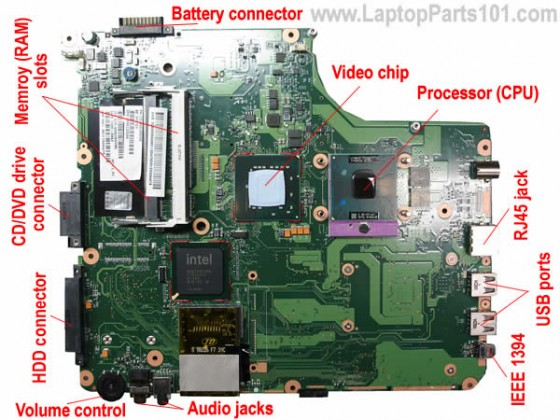 Battery connector
www.LaptopParts101.com
Memroy (RAM)
slots
Video chip
Processor (CPU)
CD/DVD drive
connector
RJ45 jack
intel
HDD connector
USB ports
IEEE 1394
Volume control
Audio jacks